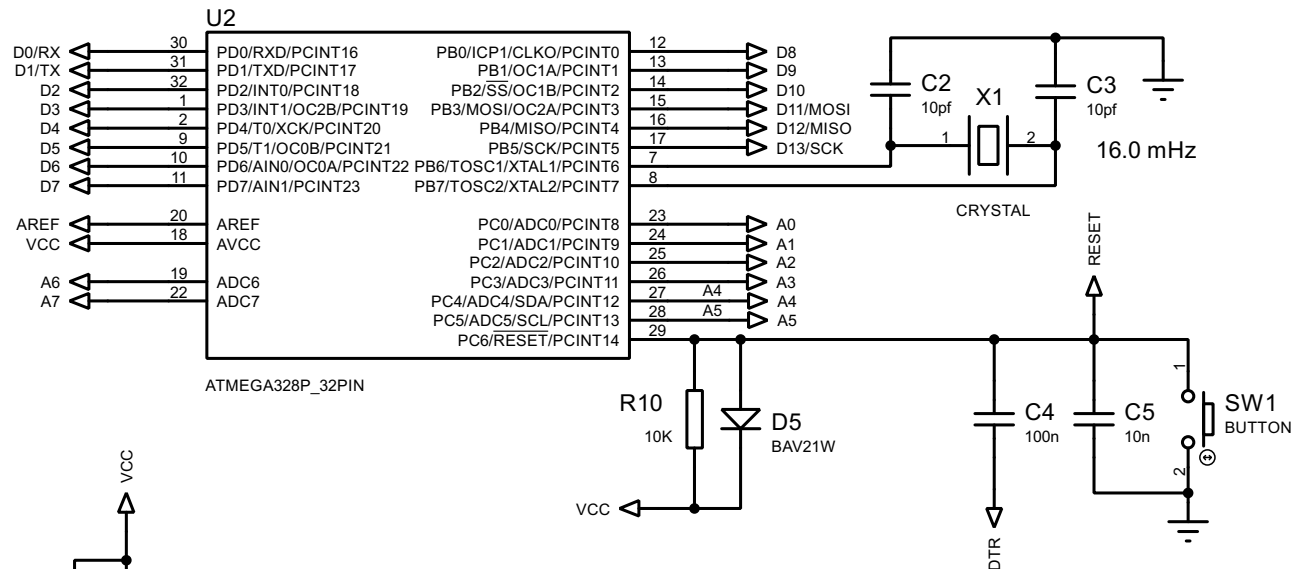 U2
D0/RX 30 PD0/RXD/PCINT16 PB0/ICP1/CLKO/PCINT0 12 D8
D1/TX 31 PD1/TXD/PCINT17 PB1/OC1A/PCINT1 13 D9
D2 32 PD2/INT0/PCINT18 PB2/SS/OC1B/PCINT2 14 D10
D3 1 PD3/INT1/OC2B/PCINT19 PB3/MOSI/OC2A/PCINT3 15 D11/MOSI
D4 2 PD4/T0/XCK/PCINT20 PB4/MISO/PCINT4 16 D12/MISO
D5 9 PD5/T1/OC0B/PCINT21 PB5/SCK/PCINT5 17 D13/SCK
D6 10 PD6/AIN0/OC0A/PCINT22 PB6/TOSC1/XTAL1/PCINT6 7
D7 11 PD7/AIN1/PCINT23 PB7/TOSC2/XTAL2/PCINT7 8
AREF 20 AREF PC0/ADC0/PCINT8 23 A0
VCC 18 AVCC PC1/ADC1/PCINT9 24 A1
PC2/ADC2/PCINT10 25 A2
A6 19 ADC6 PC3/ADC3/PCINT11 26 A3
A7 22 ADC7 PC4/ADC4/SDA/PCINT12 27 A4 A4
PC5/ADC5/SCL/PCINT13 28 A5 A5
PC6/RESET/PCINT14 29
ATMEGA328P_32PIN
C2
10pf
X1
C3
10pf
1 2
16.0 mHz
CRYSTAL
RESET
R10
10K
D5
BAV21W
C4
100n
C5
10n
1
SW1
BUTTON
2
VCC
VCC
DTR